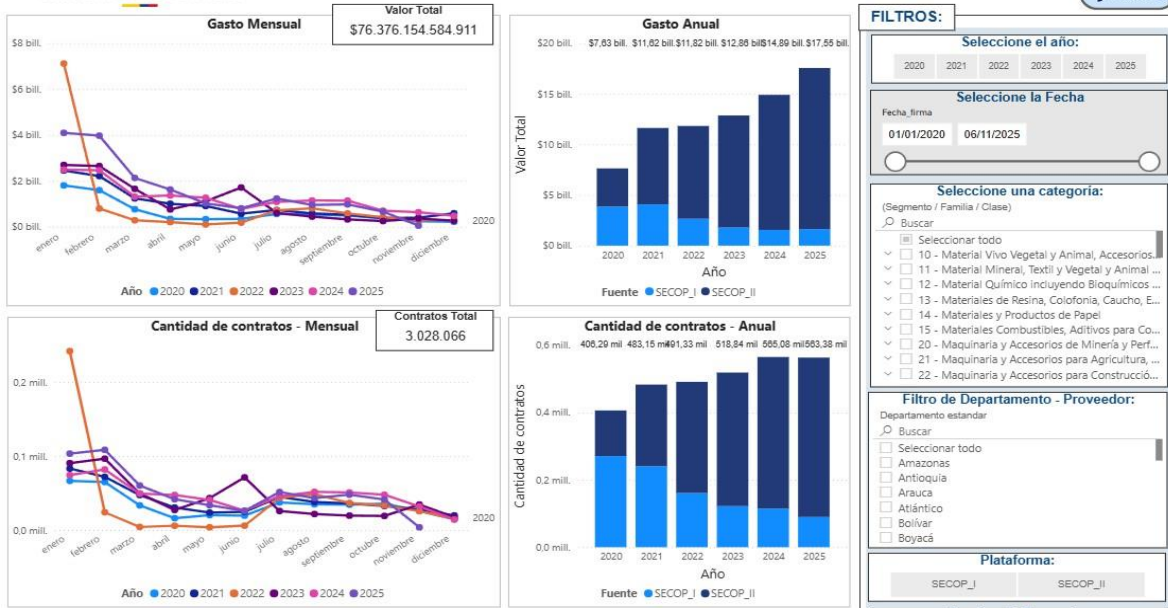 Gasto Mensual
Valor Total
$76.376.154.584.911
$8 bill.
$6 bill.
$4 bill.
$2 bill.
$0 bill.
2020
enero
febrero
marzo
abril
mayo
junio
julio
agosto
septiembre
octubre
noviembre
diciembre
Año 2020 2021 2022 2023 2024 2025
Gasto Anual
$20 bill.
$7,63 bill. $11,62 bill. $11,82 bill. $12,86 bill. $14,89 bill. $17,55 bill.
$15 bill.
$10 bill.
$5 bill.
$0 bill.
Valor Total
2020 2021 2022 2023 2024 2025
Año
Fuente SECOP_I SECOP_II
Cantidad de contratos - Mensual
Contratos Total
3.028.066
0,2 mill.
0,1 mill.
0,0 mill.
2020
enero
febrero
marzo
abril
mayo
junio
julio
agosto
septiembre
octubre
noviembre
diciembre
Año 2020 2021 2022 2023 2024 2025
Cantidad de contratos - Anual
0,6 mill.
406,29 mil 483,15 mil 491,33 mil 518,84 mil 565,08 mil 563,38 mil
0,4 mill.
0,2 mill.
0,0 mill.
Cantidad de contratos
2020 2021 2022 2023 2024 2025
Año
Fuente SECOP_I SECOP_II
FILTROS:
Seleccione el año:
2020 2021 2022 2023 2024 2025
Seleccione la Fecha
Fecha_firma
01/01/2020 06/11/2025
Seleccione una categoría:
(Segmento / Familia / Clase)
Buscar
Seleccionar todo
10 - Material Vivo Vegetal y Animal, Accesorios...
11 - Material Mineral, Textil y Vegetal y Animal ...
12 - Material Químico incluyendo Bioquímicos ...
13 - Materiales de Resina, Colofonia, Caucho, E...
14 - Materiales y Productos de Papel
15 - Materiales Combustibles, Aditivos para Co...
20 - Maquinaria y Accesorios de Minería y Perf...
21 - Maquinaria y Accesorios para Agricultura, ...
22 - Maquinaria y Accesorios para Construcció...
Filtro de Departamento - Proveedor:
Departamento estandar
Buscar
Seleccionar todo
Amazonas
Antioquia
Arauca
Atlántico
Bolívar
Boyacá
Plataforma:
SECOP_I SECOP_II